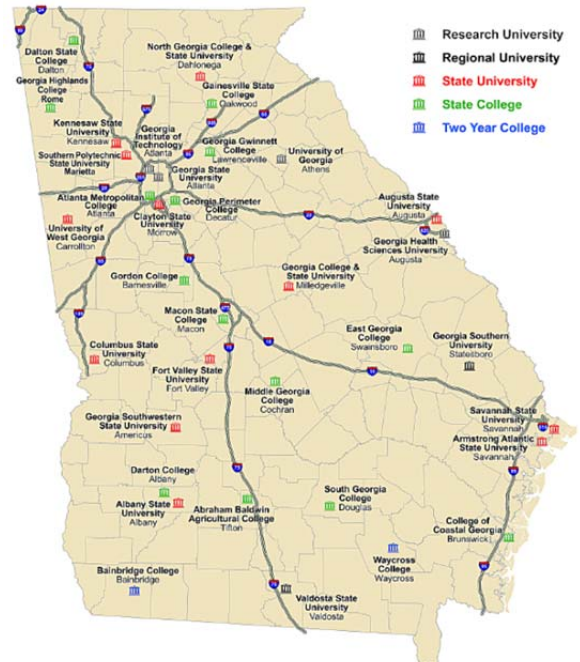 Research University
Regional University
State University
State College
Two Year College
Dalton State
College
Dalton
North Georgia College &
State University
Dahlonega
Georgia Highlands
College
Rome
Gainesville State
College
Oakwood
Kennesaw State
University
Kennesaw
Georgia
Institute of
Technology
Atlanta
Georgia Gwinnett
College
Lawrenceville
University of
Georgia
Athens
Southern Polytechnic
State University
Marietta
Georgia State
University
Atlanta
Atlanta Metropolitan
College
Atlanta
Georgia Perimeter
College
Decatur
Clayton State
University
Morrow
Augusta State
University
Augusta
University of
West Georgia
Carrollton
Georgia Health
Sciences University
Augusta
Gordon College
Barnesville
Georgia College &
State University
Milledgeville
Macon State
College
Macon
East Georgia
College
Swainsboro
Georgia Southern
University
Statesboro
Columbus State
University
Columbus
Fort Valley State
University
Fort Valley
Middle Georgia
College
Cochran
Georgia Southwestern
State University
Americus
Savannah State
University
Savannah
Armstrong Atlantic
State University
Savannah
Darton College
Albany State
University
Albany
Abraham Baldwin
Agricultural College
Tifton
South Georgia
College
Douglas
College of
Coastal Georgia
Brunswick
Waycross
College
Waycross
Bainbridge College
Bainbridge
Valdosta State
University
Valdosta